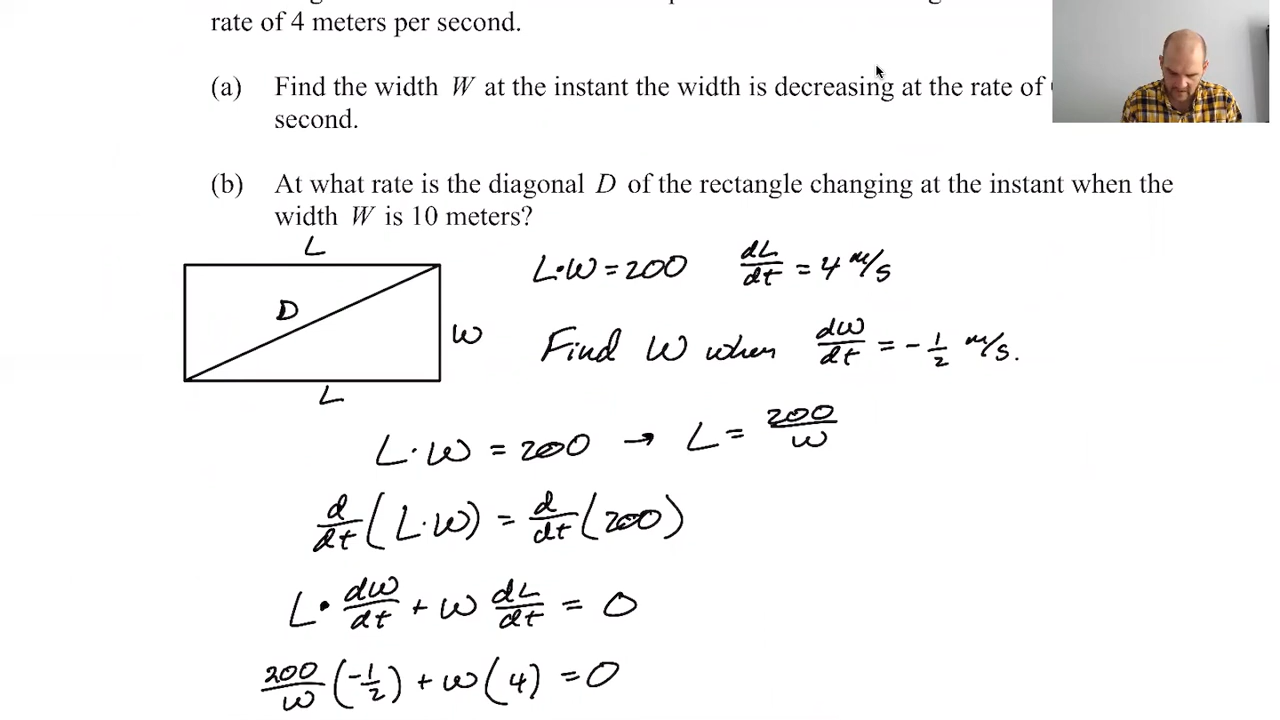 rate of 4 meters per second.
(a) Find the width W at the instant the width is decreasing at the rate of
second.
(b) At what rate is the diagonal D of the rectangle changing at the instant when the
width W is 10 meters?
L
D
W
L
L·W = 200 dL/dt = 4 m/s
Find W when dW/dt = -1/2 m/s.
L·W = 200 → L = 200/W
d/dt (L·W) = d/dt (200)
L · dW/dt + W dL/dt = 0
200/W (-1/2) + W (4) = 0